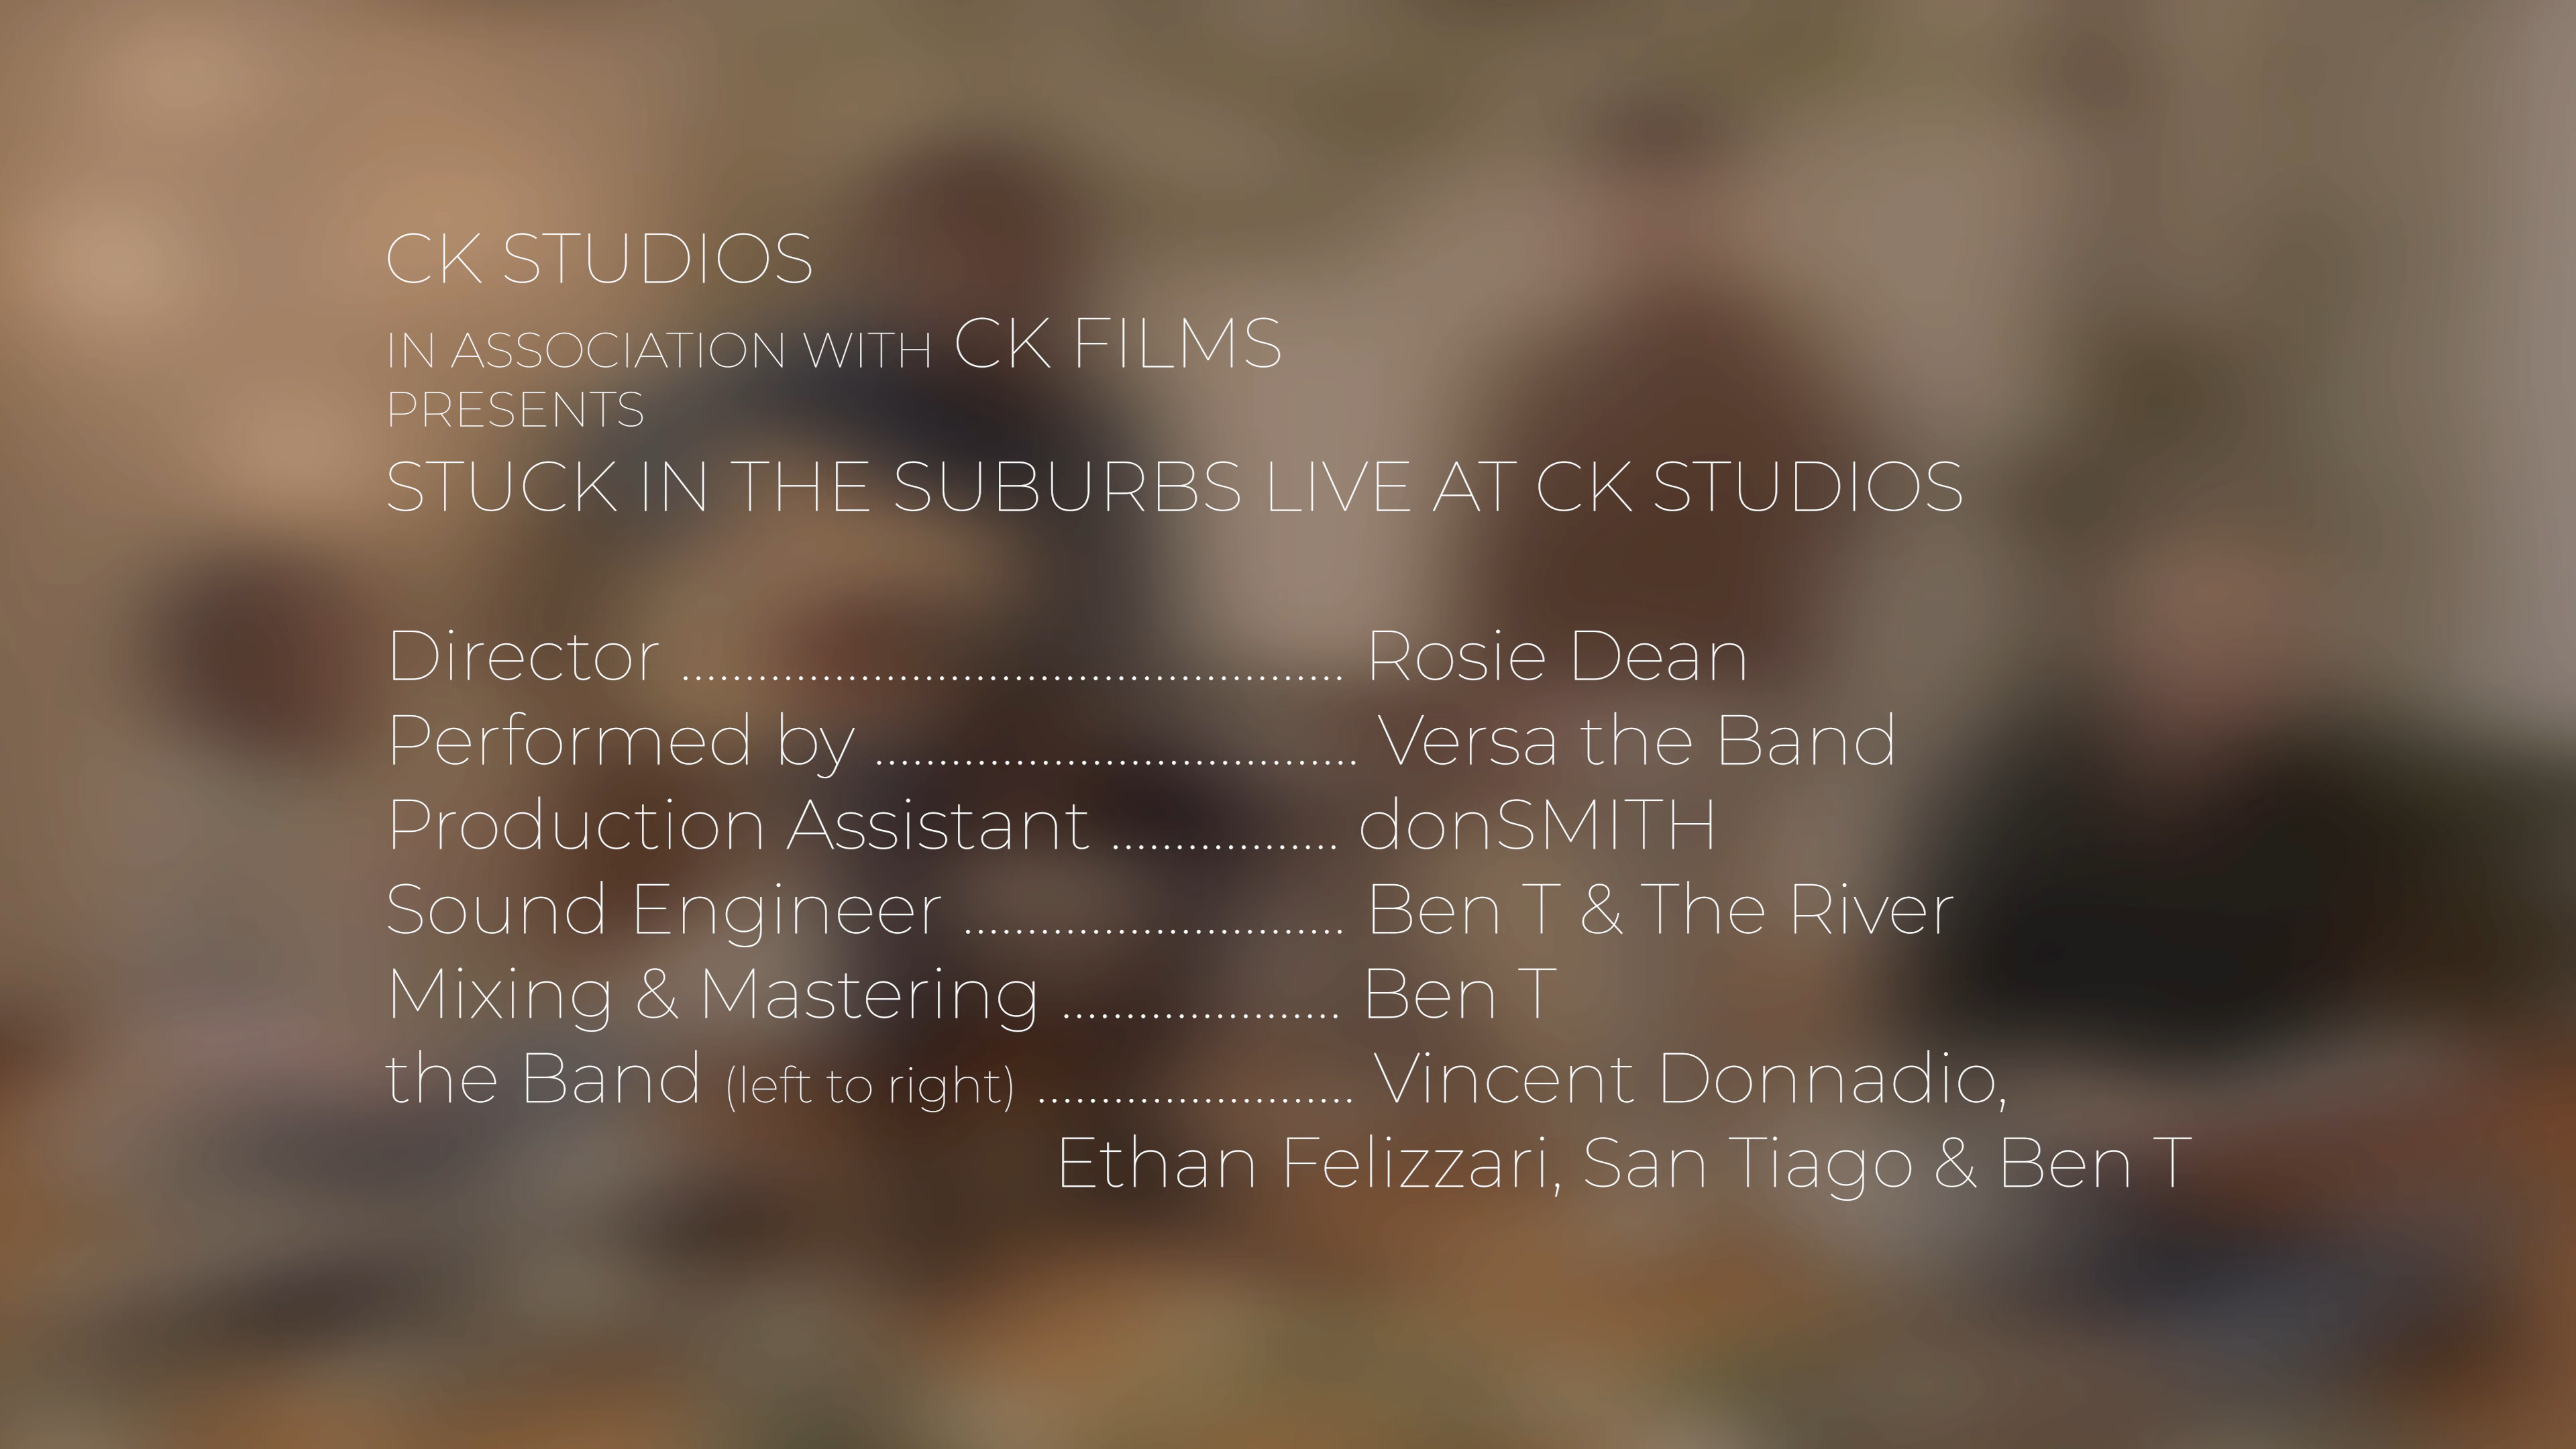 CK STUDIOS
IN ASSOCIATION WITH CK FILMS
PRESENTS
STUCK IN THE SUBURBS LIVE AT CK STUDIOS
Director .................................................... Rosie Dean
Performed by ...................................... Versa the Band
Production Assistant .................. donSMITH
Sound Engineer .............................. Ben T & The River
Mixing & Mastering ...................... Ben T
the Band (left to right) ......................... Vincent Donnadio,
Ethan Felizzari, San Tiago & Ben T